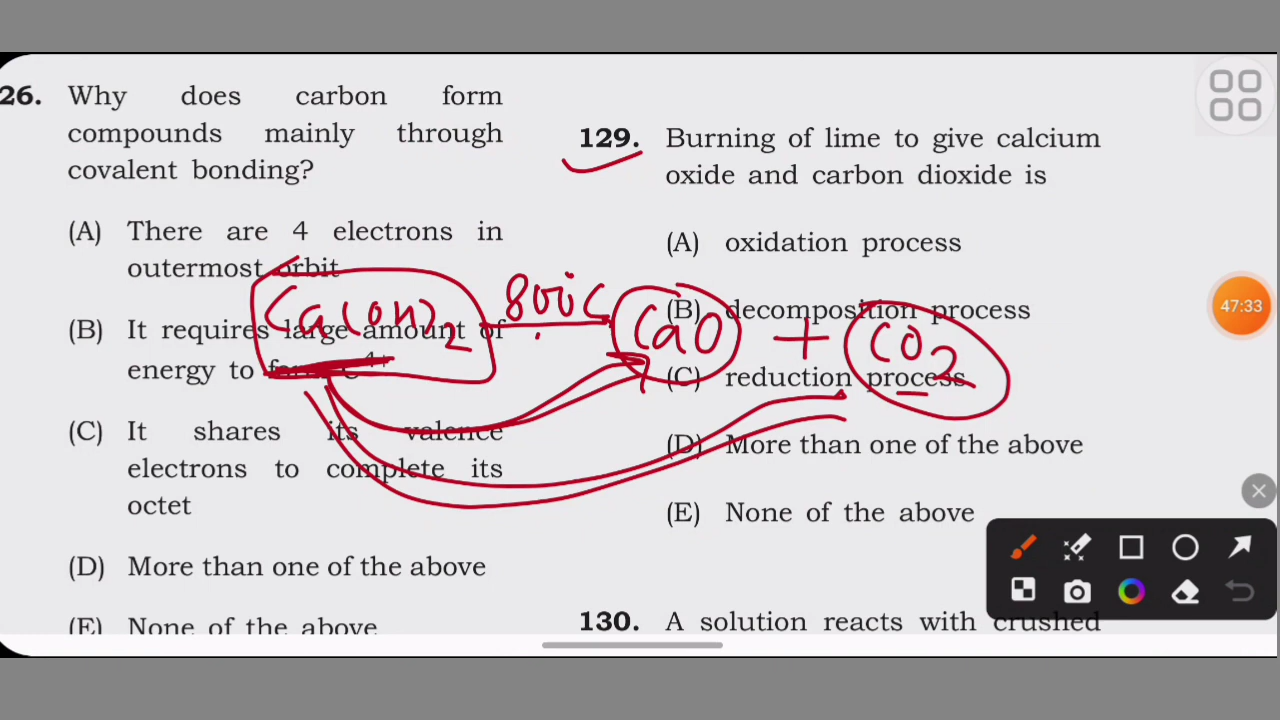 26. Why does carbon form
compounds mainly through
covalent bonding?
(A) There are 4 electrons in
outermost orbit
(B) It requires large amount of
energy to form C4+
(C) It shares its valence
electrons to complete its
octet
(D) More than one of the above
(E) None of the above
129. Burning of lime to give calcium
oxide and carbon dioxide is
(A) oxidation process
(B) decomposition process
(C) reduction process
(D) More than one of the above
(E) None of the above
130. A solution reacts with crushed
Ca(OH)2 800°C CaO + CO2
47:33